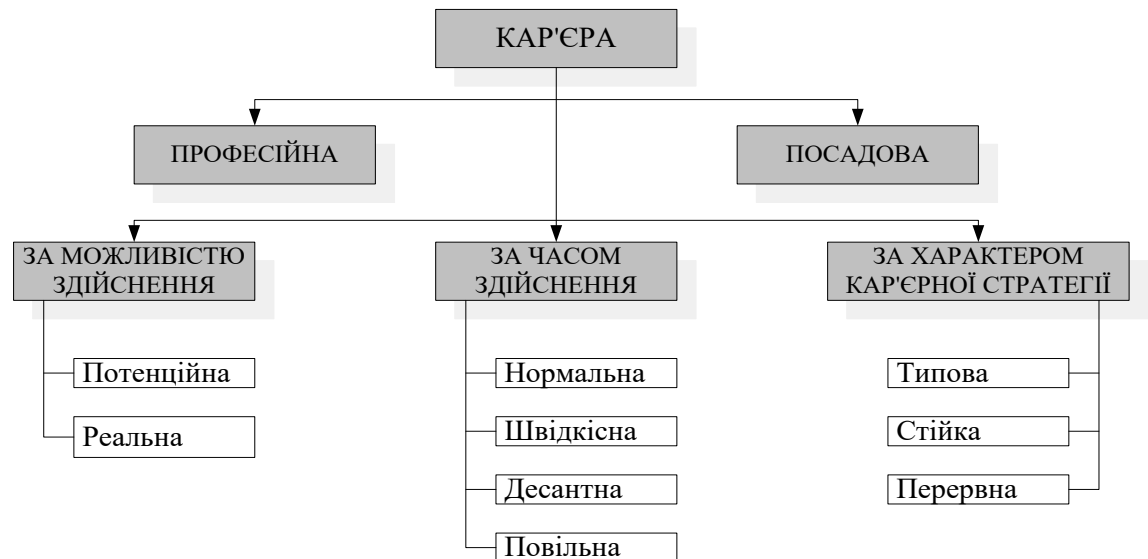 КАР'ЄРА
ПРОФЕСІЙНА
ПОСАДОВА
ЗА МОЖЛИВІСТЮ
ЗДІЙСНЕННЯ
ЗА ЧАСОМ
ЗДІЙСНЕННЯ
ЗА ХАРАКТЕРОМ
КАР'ЄРНОЇ СТРАТЕГІЇ
Потенційна
Реальна
Нормальна
Швідкісна
Десантна
Повільна
Типова
Стійка
Перервна